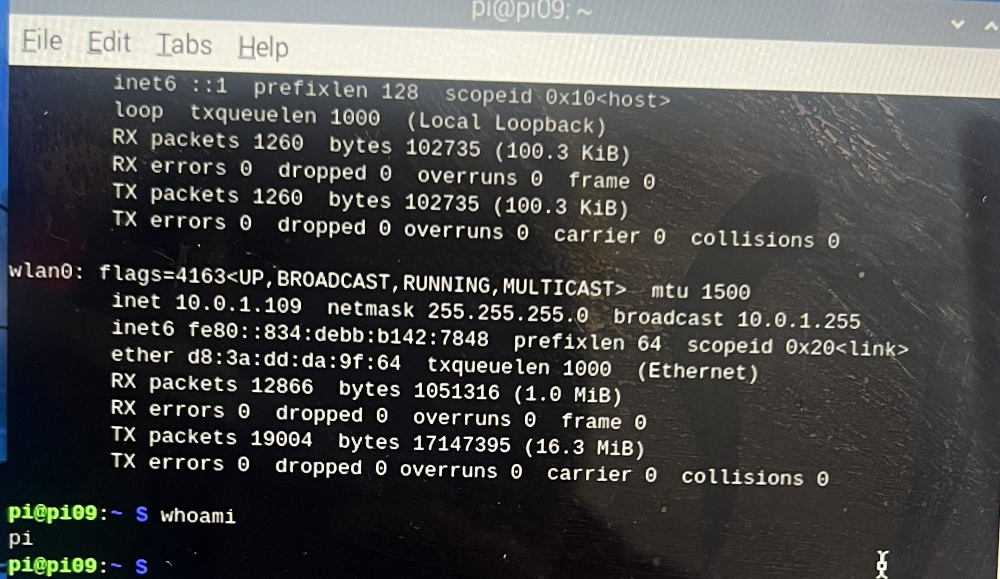 pi@pi09: ~
File Edit Tabs Help
inet6 ::1 prefixlen 128 scopeid 0x10<host>
loop txqueuelen 1000 (Local Loopback)
RX packets 1260 bytes 102735 (100.3 KiB)
RX errors 0 dropped 0 overruns 0 frame 0
TX packets 1260 bytes 102735 (100.3 KiB)
TX errors 0 dropped 0 overruns 0 carrier 0 collisions 0
wlan0: flags=4163<UP,BROADCAST,RUNNING,MULTICAST> mtu 1500
inet 10.0.1.109 netmask 255.255.255.0 broadcast 10.0.1.255
inet6 fe80::834:debb:b142:7848 prefixlen 64 scopeid 0x20<link>
ether d8:3a:dd:da:9f:64 txqueuelen 1000 (Ethernet)
RX packets 12866 bytes 1051316 (1.0 MiB)
RX errors 0 dropped 0 overruns 0 frame 0
TX packets 19004 bytes 17147395 (16.3 MiB)
TX errors 0 dropped 0 overruns 0 carrier 0 collisions 0
pi@pi09:~ $ whoami
pi
pi@pi09:~ $